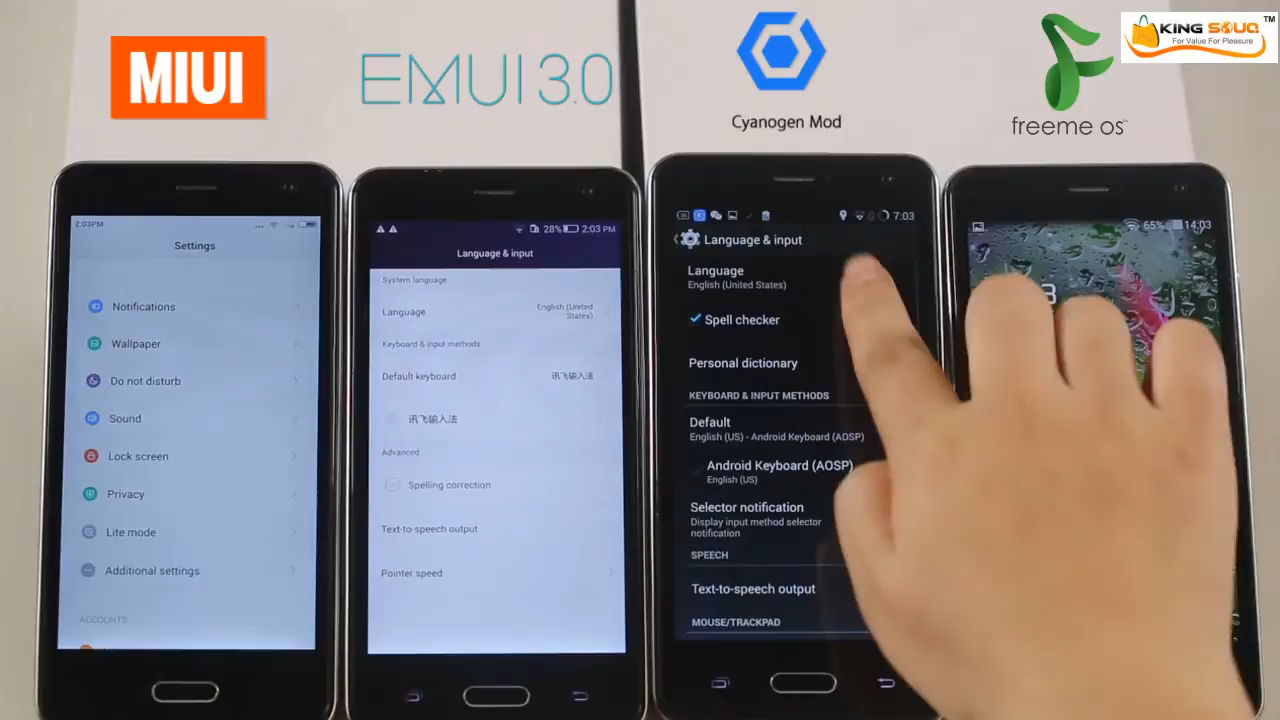 MIUI
EMUI 3.0
Cyanogen Mod
freeme os™
KING SOUQ™
For Value For Pleasure
2:03PM
Settings
Notifications
Wallpaper
Do not disturb
Sound
Lock screen
Privacy
Lite mode
Additional settings
ACCOUNTS
28% 2:03 PM
Language & input
System language
Language
English (United
States)
Keyboard & input methods
Default keyboard
讯飞输入法
讯飞输入法
Advanced
Spelling correction
Text-to-speech output
Pointer speed
7:03
Language & input
Language
English (United States)
Spell checker
Personal dictionary
KEYBOARD & INPUT METHODS
Default
English (US) - Android Keyboard (AOSP)
Android Keyboard (AOSP)
English (US)
Selector notification
Display input method selector
notification
SPEECH
Text-to-speech output
MOUSE/TRACKPAD
65% 14:03
3